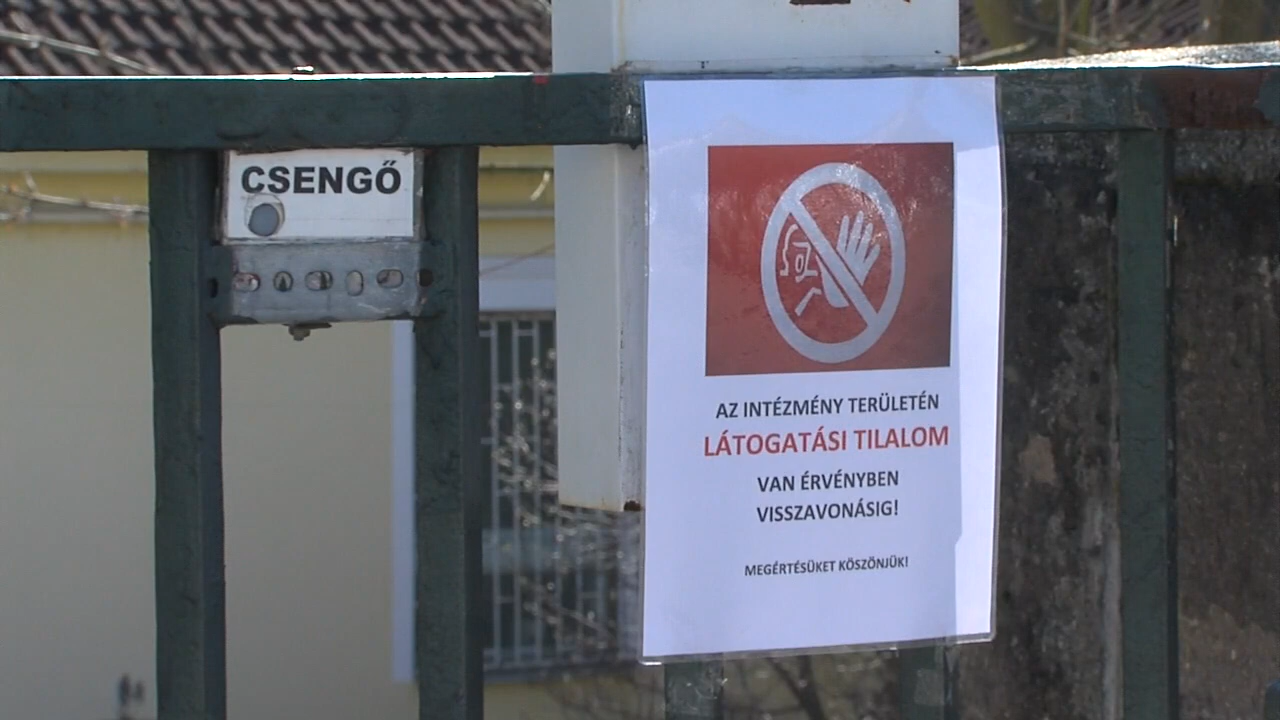 CSENGŐ
AZ INTÉZMÉNY TERÜLETÉN
LÁTOGATÁSI TILALOM
VAN ÉRVÉNYBEN
VISSZAVONÁSIG!
MEGÉRTÉSÜKET KÖSZÖNJÜK!